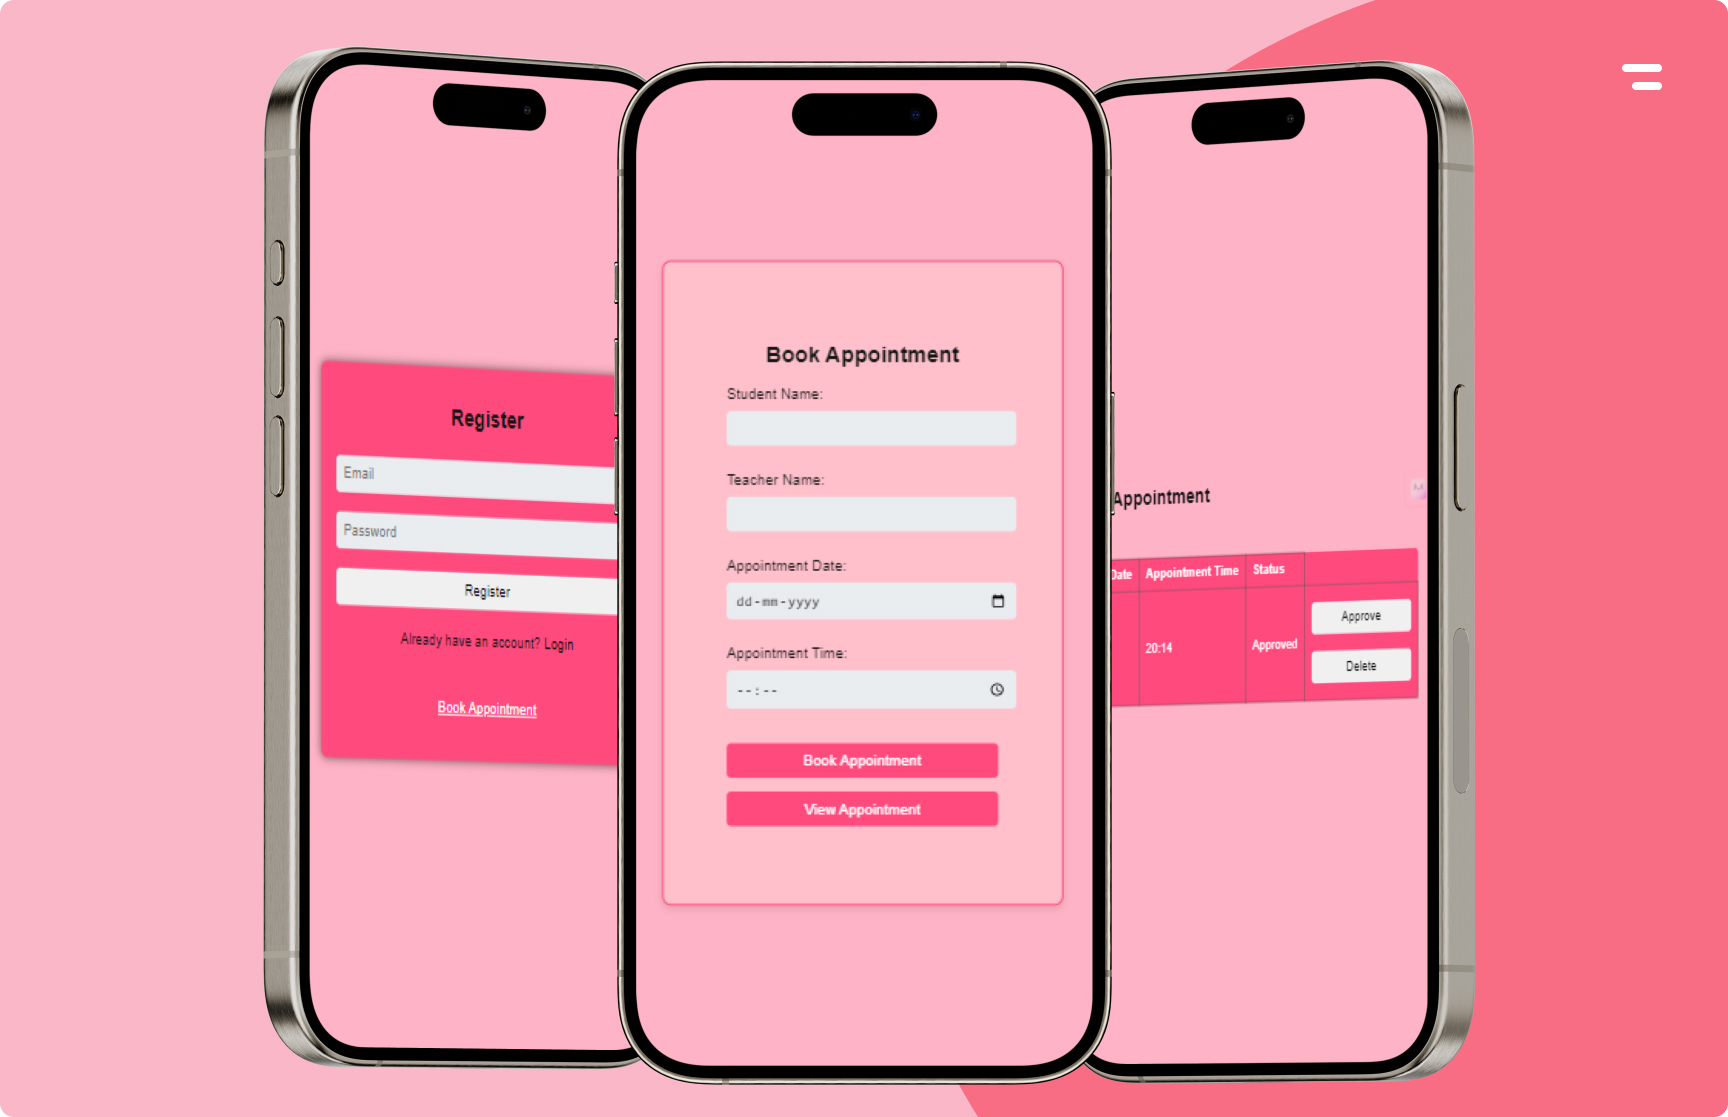 Register
Email
Password
Register
Already have an account? Login
Book Appointment
Book Appointment
Student Name:
Teacher Name:
Appointment Date:
dd-mm-yyyy
Appointment Time:
--:--
Book Appointment
View Appointment
Appointment
Date Appointment Time Status
20:14 Approved
Approve
Delete